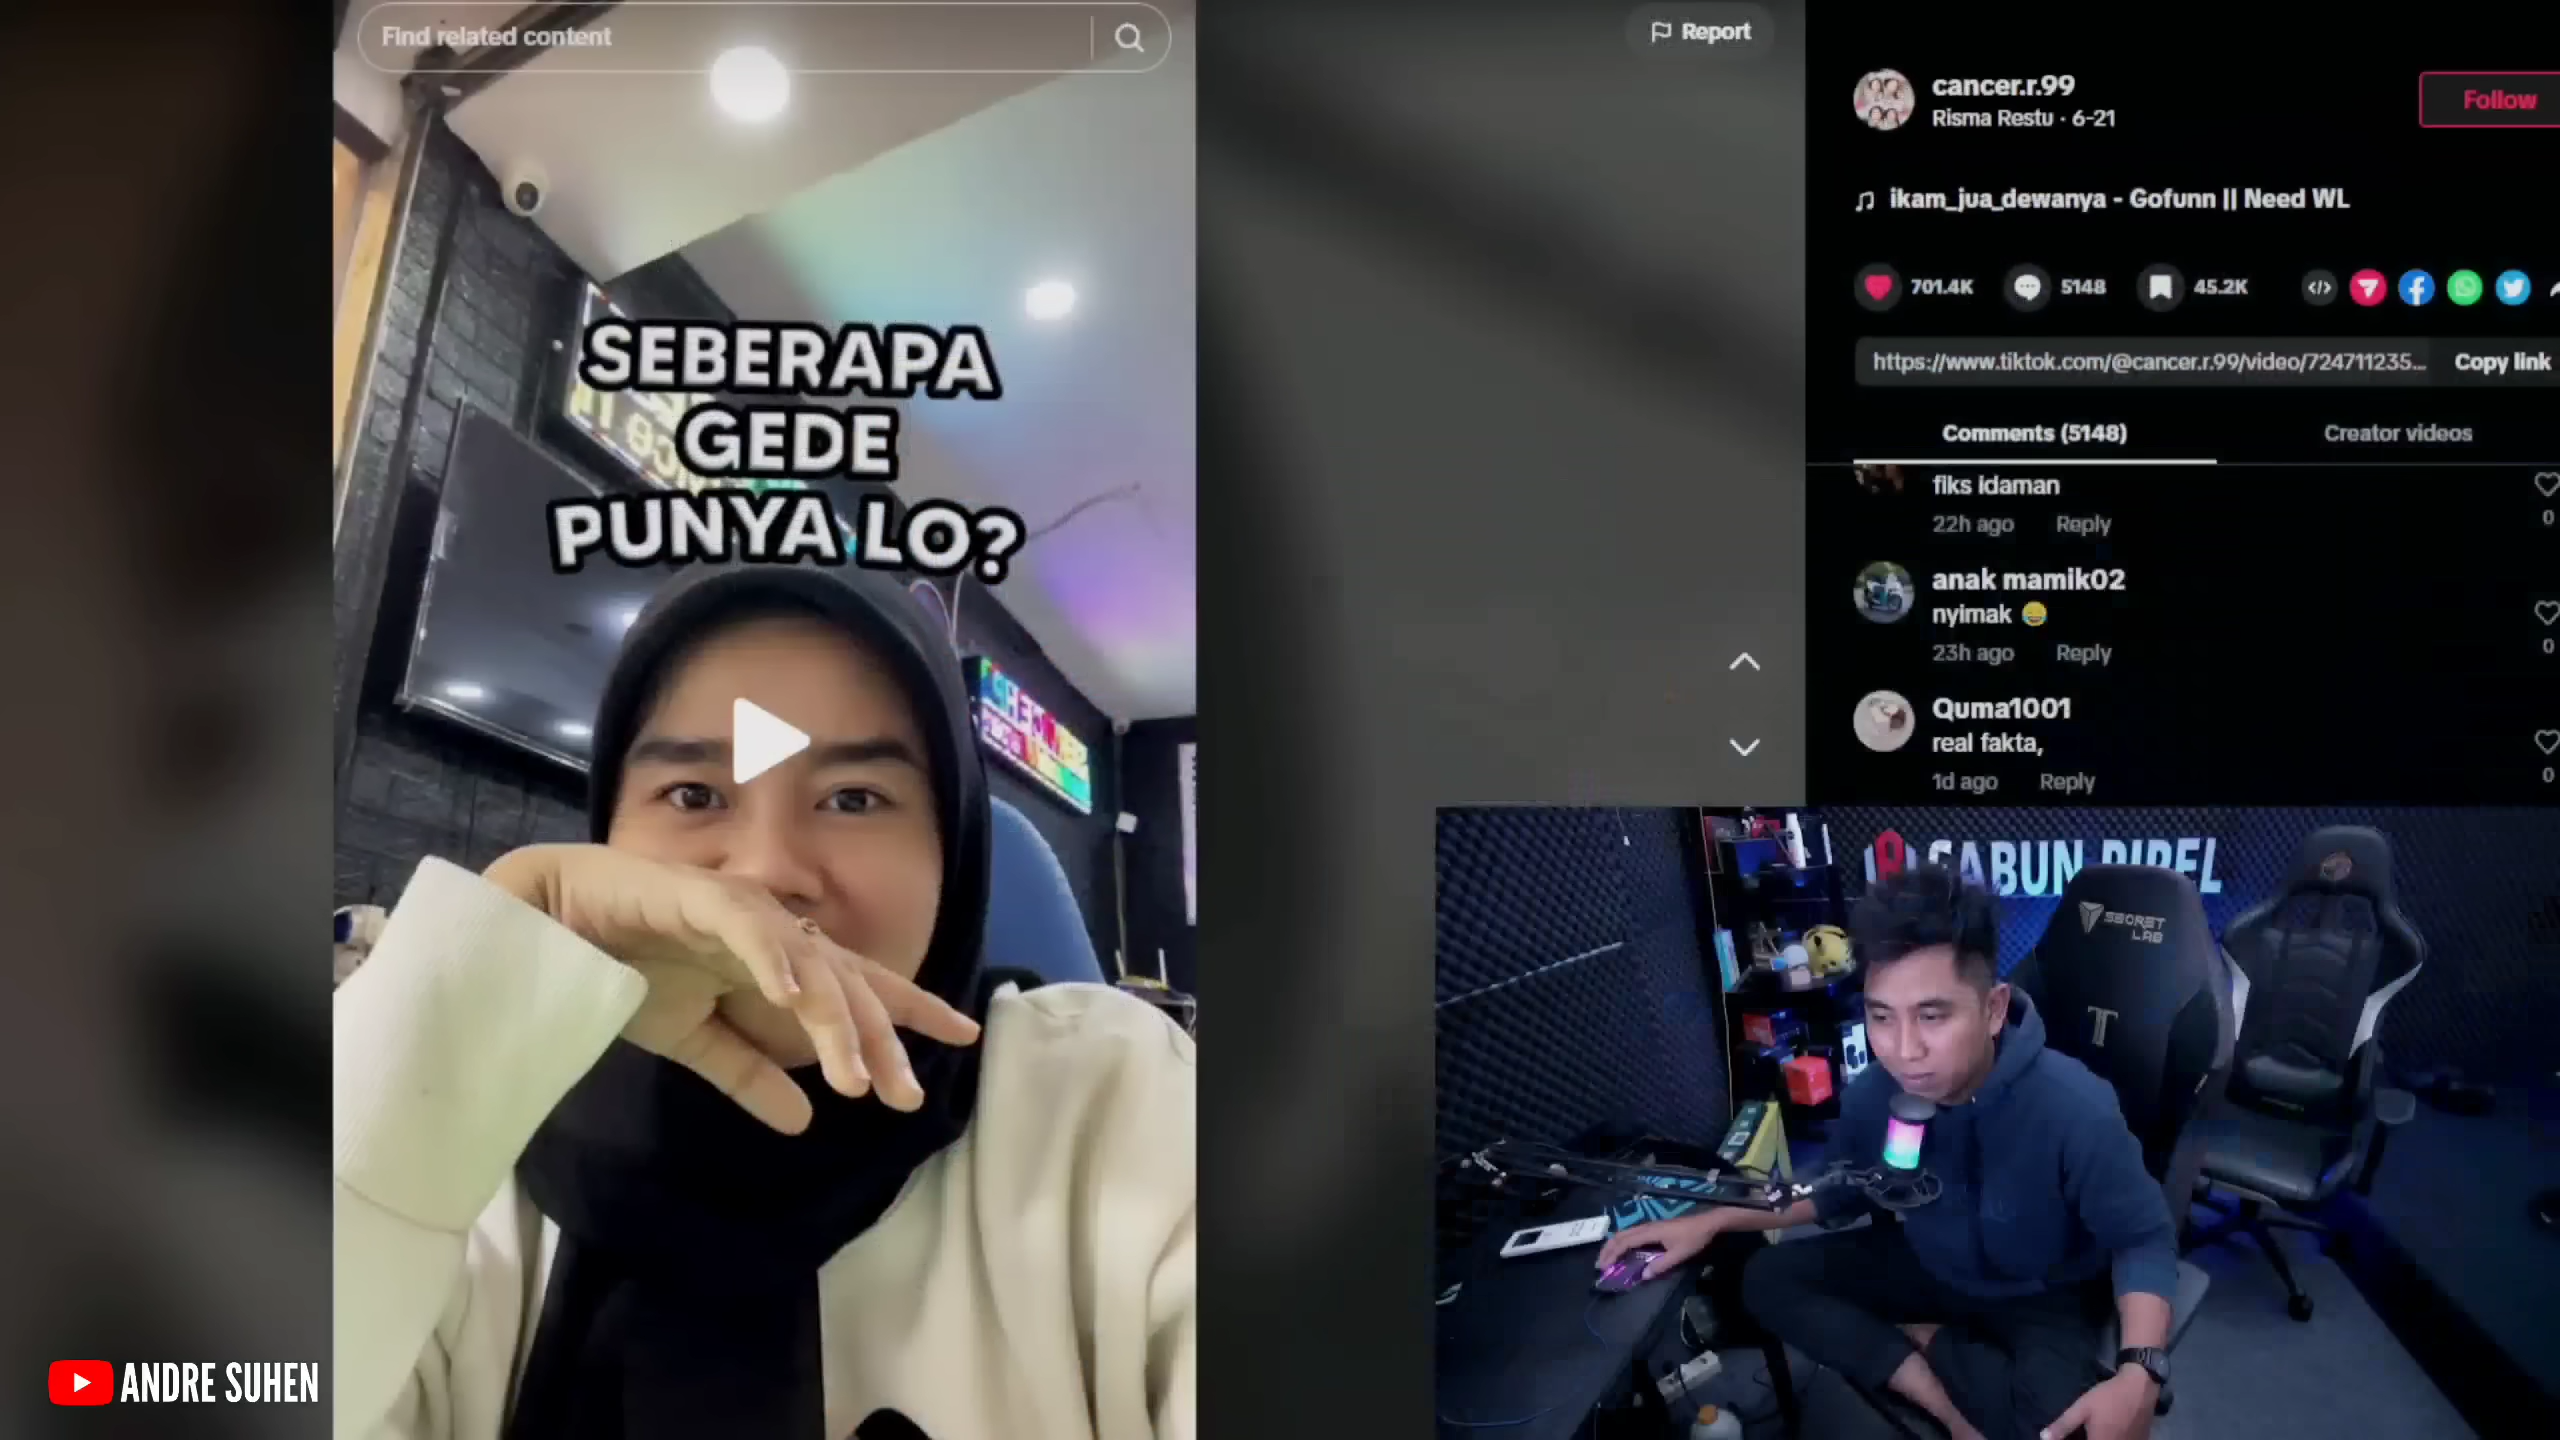 Find related content
Report
SEBERAPA
GEDE
PUNYA LO?
cancer.r.99
Risma Restu · 6-21
Follow
ikam_jua_dewanya - Gofunn || Need WL
701.4K
5148
45.2K
https://www.tiktok.com/@cancer.r.99/video/724711235...
Copy link
Comments (5148)
Creator videos
fiks idaman
22h ago
Reply
0
anak mamik02
nyimak 😂
23h ago
Reply
0
Quma1001
real fakta,
1d ago
Reply
0
SABUN
SECRET
LAB
T
ANDRE SUHEN